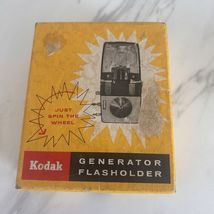 JUST
SPIN THE
WHEEL
Kodak
GENERATOR
FLASHOLDER